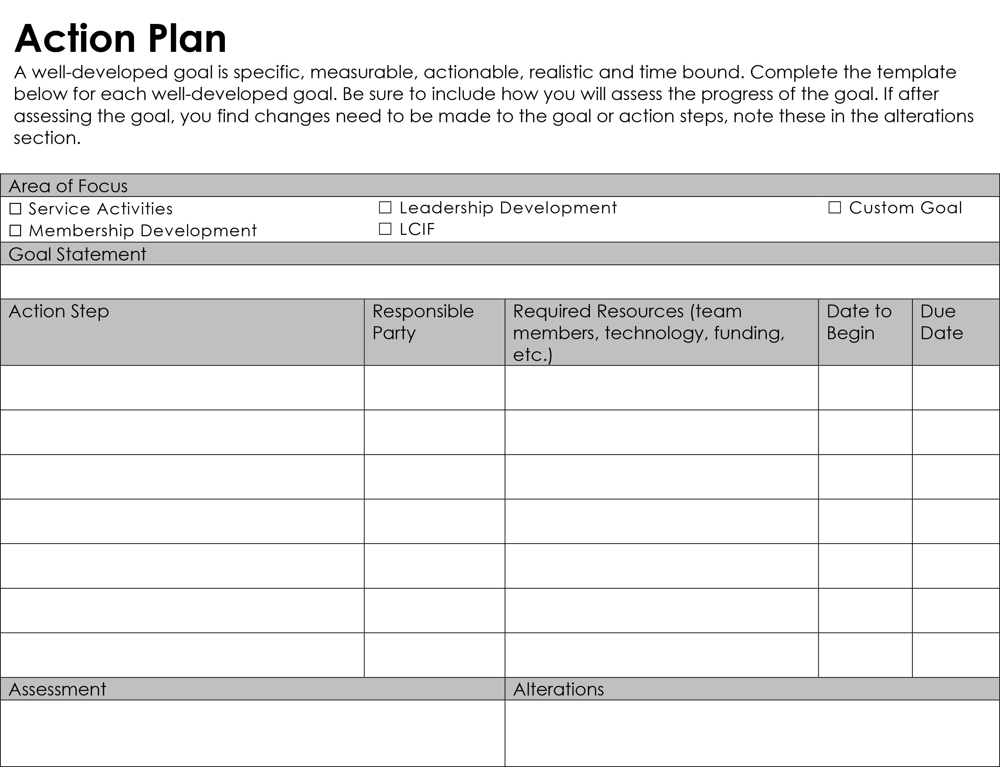 Action Plan
A well-developed goal is specific, measurable, actionable, realistic and time bound. Complete the template
below for each well-developed goal. Be sure to include how you will assess the progress of the goal. If after
assessing the goal, you find changes need to be made to the goal or action steps, note these in the alterations
section.
Area of Focus
☐ Service Activities
☐ Membership Development
☐ Leadership Development
☐ LCIF
☐ Custom Goal
Goal Statement
Action Step
Responsible
Party
Required Resources (team
members, technology, funding,
etc.)
Date to
Begin
Due
Date
Assessment
Alterations